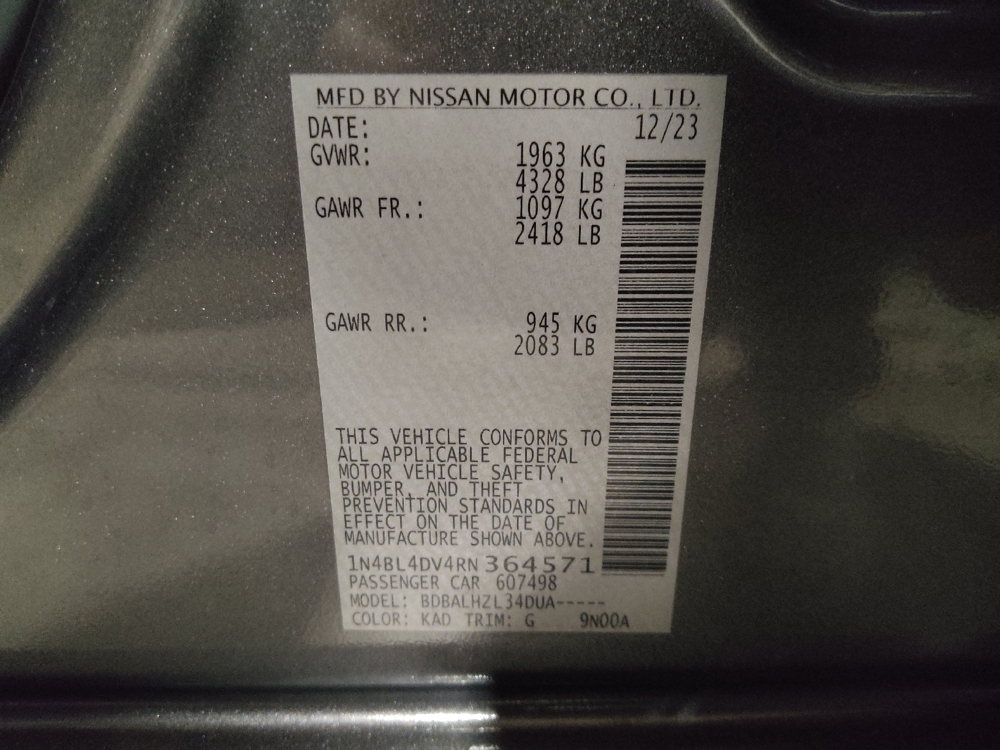 MFD BY NISSAN MOTOR CO., LTD.
DATE: 12/23
GVWR: 1963 KG
4328 LB
GAWR FR.: 1097 KG
2418 LB
GAWR RR.: 945 KG
2083 LB
THIS VEHICLE CONFORMS TO
ALL APPLICABLE FEDERAL
MOTOR VEHICLE SAFETY,
BUMPER, AND THEFT
PREVENTION STANDARDS IN
EFFECT ON THE DATE OF
MANUFACTURE SHOWN ABOVE.
1N4BL4DV4RN364571
PASSENGER CAR 607498
MODEL: BDBALHZL34DUA-----
COLOR: KAD TRIM: G 9N00A